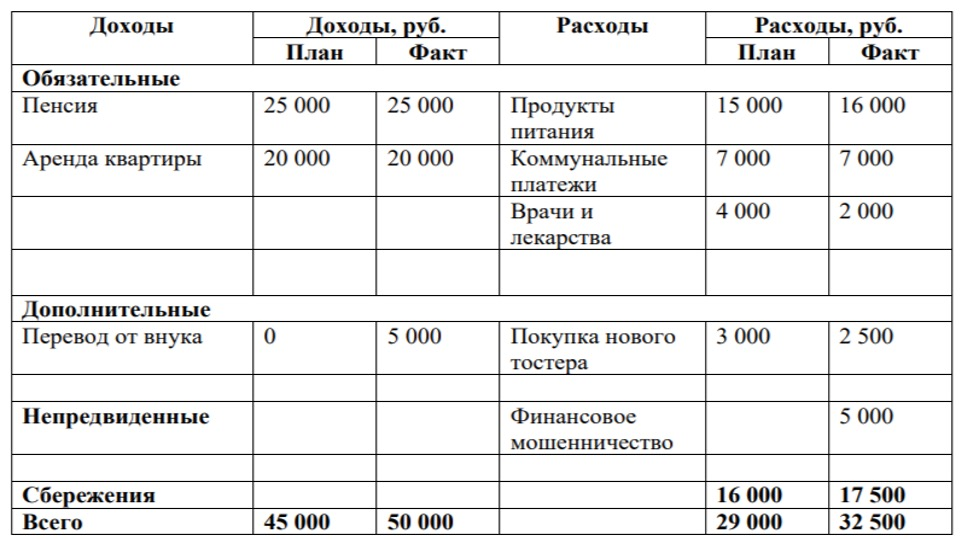 Доходы Доходы, руб. Расходы Расходы, руб.
План Факт План Факт
Обязательные
Пенсия 25 000 25 000 Продукты 15 000 16 000
питания
Аренда квартиры 20 000 20 000 Коммунальные 7 000 7 000
платежи
Врачи и 4 000 2 000
лекарства
Дополнительные
Перевод от внука 0 5 000 Покупка нового 3 000 2 500
тостера
Непредвиденные Финансовое 5 000
мошенничество
Сбережения 16 000 17 500
Всего 45 000 50 000 29 000 32 500